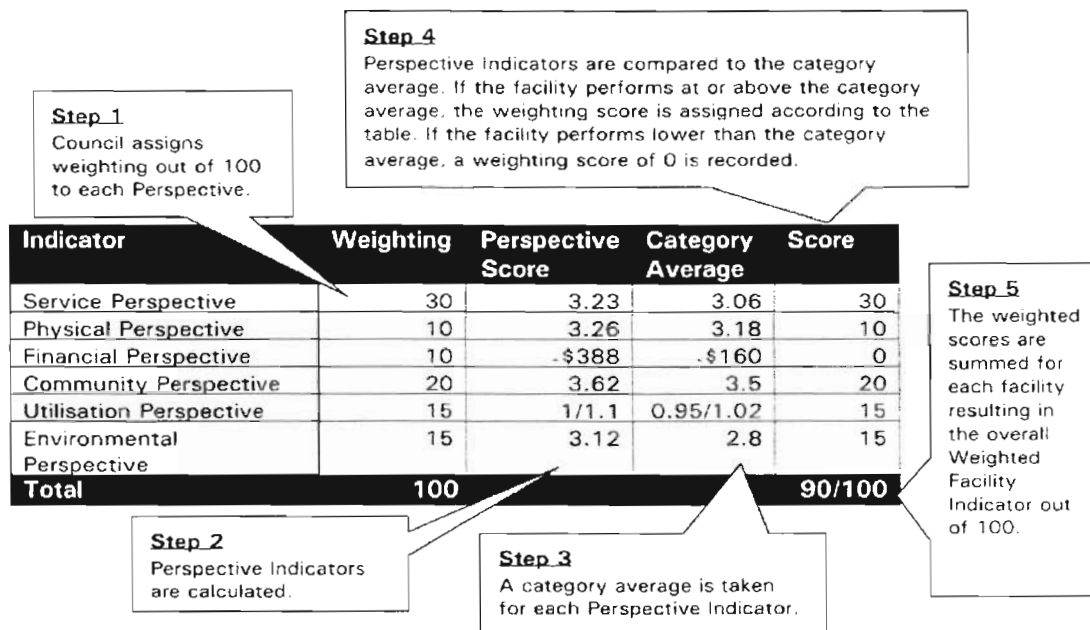 Step 4
Perspective Indicators are compared to the category
average. If the facility performs at or above the category
average, the weighting score is assigned according to the
table. If the facility performs lower than the category
average, a weighting score of 0 is recorded.
Step 1
Council assigns
weighting out of 100
to each Perspective.
Indicator Weighting Perspective Score Category Average Score
Service Perspective 30 3.23 3.06 30
Physical Perspective 10 3.26 3.18 10
Financial Perspective 10 -$388 -$160 0
Community Perspective 20 3.62 3.5 20
Utilisation Perspective 15 1/1.1 0.95/1.02 15
Environmental Perspective 15 3.12 2.8 15
Total 100 90/100
Step 5
The weighted
scores are
summed for
each facility
resulting in
the overall
Weighted
Facility
Indicator out
of 100.
Step 2
Perspective Indicators
are calculated.
Step 3
A category average is taken
for each Perspective Indicator.